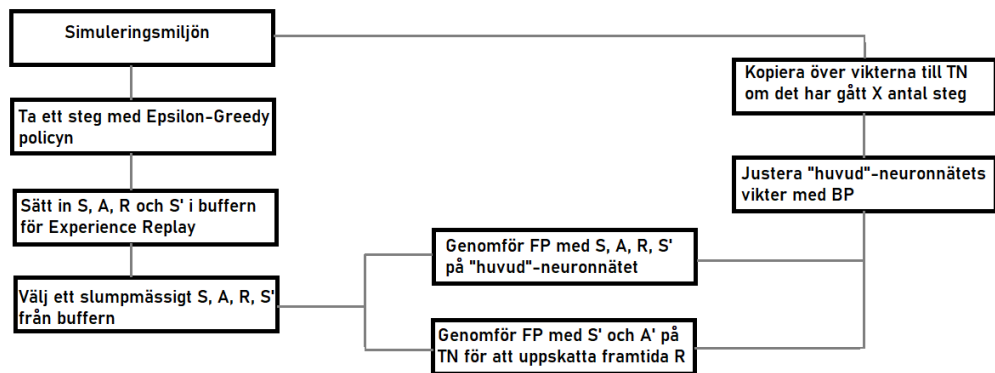 Simuleringsmiljön
Ta ett steg med Epsilon-Greedy
policyn
Sätt in S, A, R och S' i buffern
för Experience Replay
Välj ett slumpmässigt S, A, R, S'
från buffern
Genomför FP med S, A, R, S'
på "huvud"-neuronnätet
Genomför FP med S' och A' på
TN för att uppskatta framtida R
Justera "huvud"-neuronnätets
vikter med BP
Kopiera över vikterna till TN
om det har gått X antal steg